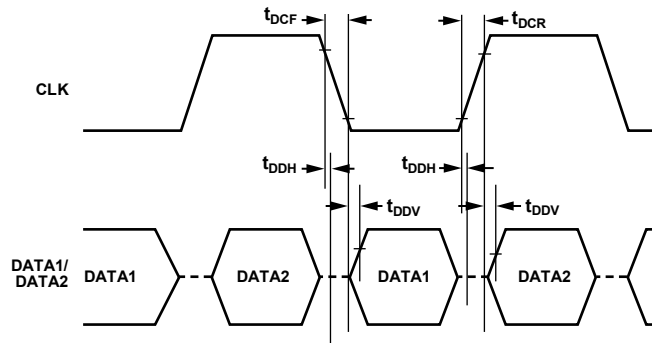 tDCF
tDCR
CLK
tDDH
tDDH
tDDV
tDDV
DATA1/
DATA2
DATA1
DATA2
DATA1
DATA2